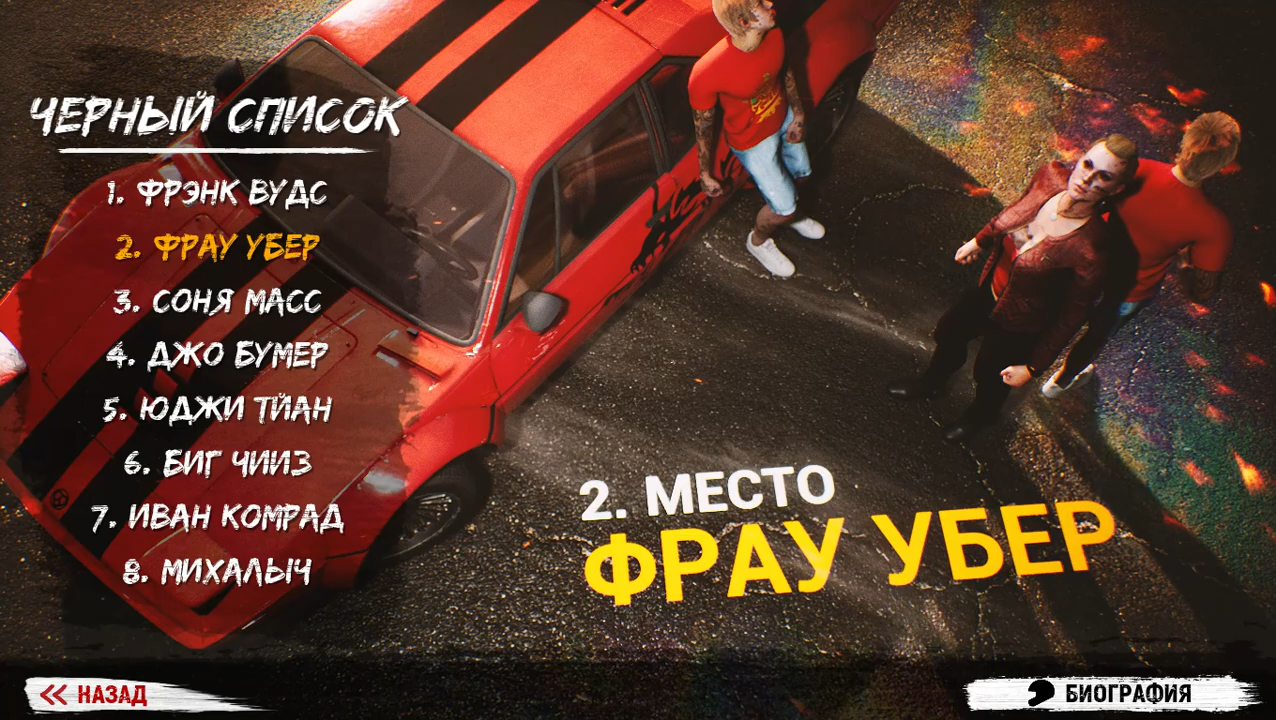 ЧЕРНЫЙ СПИСОК
1. ФРЭНК ВУДС
2. ФРАУ УБЕР
3. СОНЯ МАСС
4. ДЖО БУМЕР
5. ЮДЖИ ТЙАН
6. БИГ ЧИИЗ
7. ИВАН КОМРАД
8. МИХАЛЫЧ
2. МЕСТО
ФРАУ УБЕР
НАЗАД
БИОГРАФИЯ